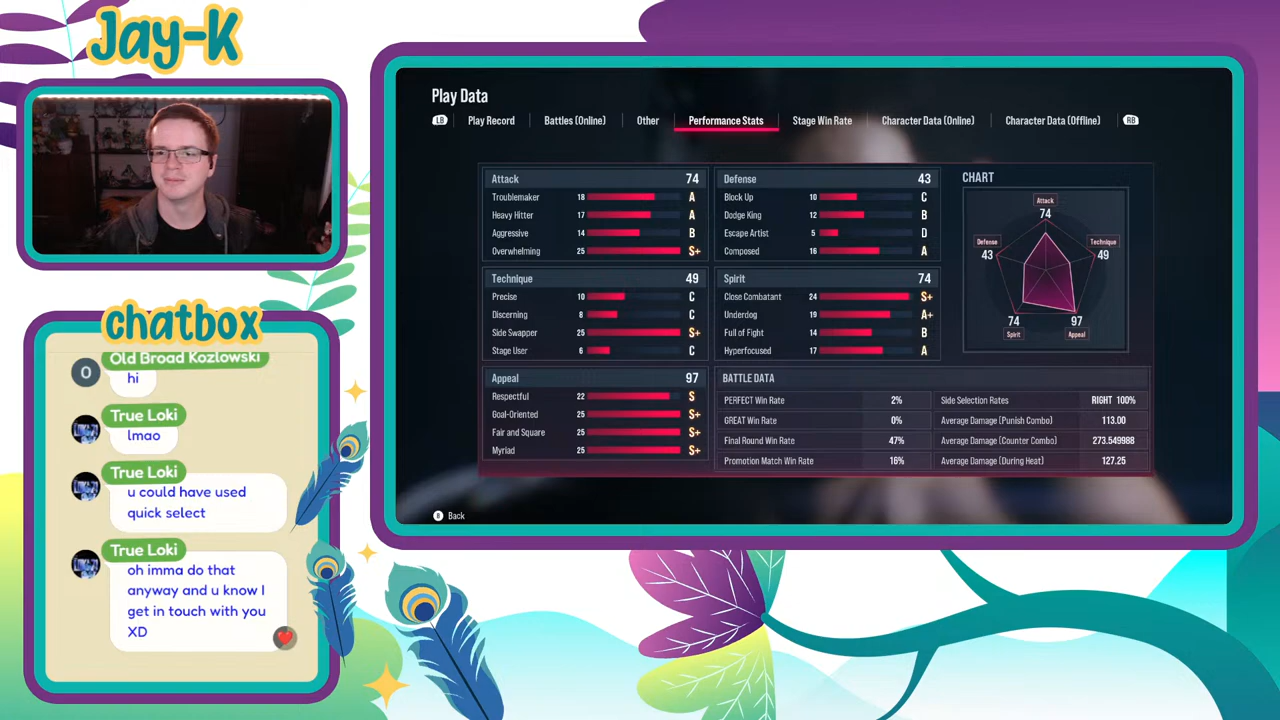 Jay-K
chatbox
Old Broad Kozlowski
O
hi
True Loki
lmao
True Loki
u could have used
quick select
True Loki
oh imma do that
anyway and u know I
get in touch with you
XD
Play Data
LB Play Record Battles (Online) Other Performance Stats Stage Win Rate Character Data (Online) Character Data (Offline) RB
Attack 74
Troublemaker 18 A
Heavy Hitter 17 A
Aggressive 14 B
Overwhelming 25 S+
Defense 43
Block Up 10 C
Dodge King 12 B
Escape Artist 5 D
Composed 16 A
Technique 49
Precise 10 C
Discerning 8 C
Side Swapper 25 S+
Stage User 6 C
Spirit 74
Close Combatant 24 S+
Underdog 19 A+
Full of Fight 14 B
Hyperfocused 17 A
Appeal 97
Respectful 22 S
Goal-Oriented 25 S+
Fair and Square 25 S+
Myriad 25 S+
CHART
Attack
74
Defense
43
Technique
49
74
Spirit
97
Appeal
BATTLE DATA
PERFECT Win Rate 2%
GREAT Win Rate 0%
Final Round Win Rate 47%
Promotion Match Win Rate 16%
Side Selection Rates RIGHT 100%
Average Damage (Punish Combo) 113.00
Average Damage (Counter Combo) 273.549988
Average Damage (During Heat) 127.25
B Back